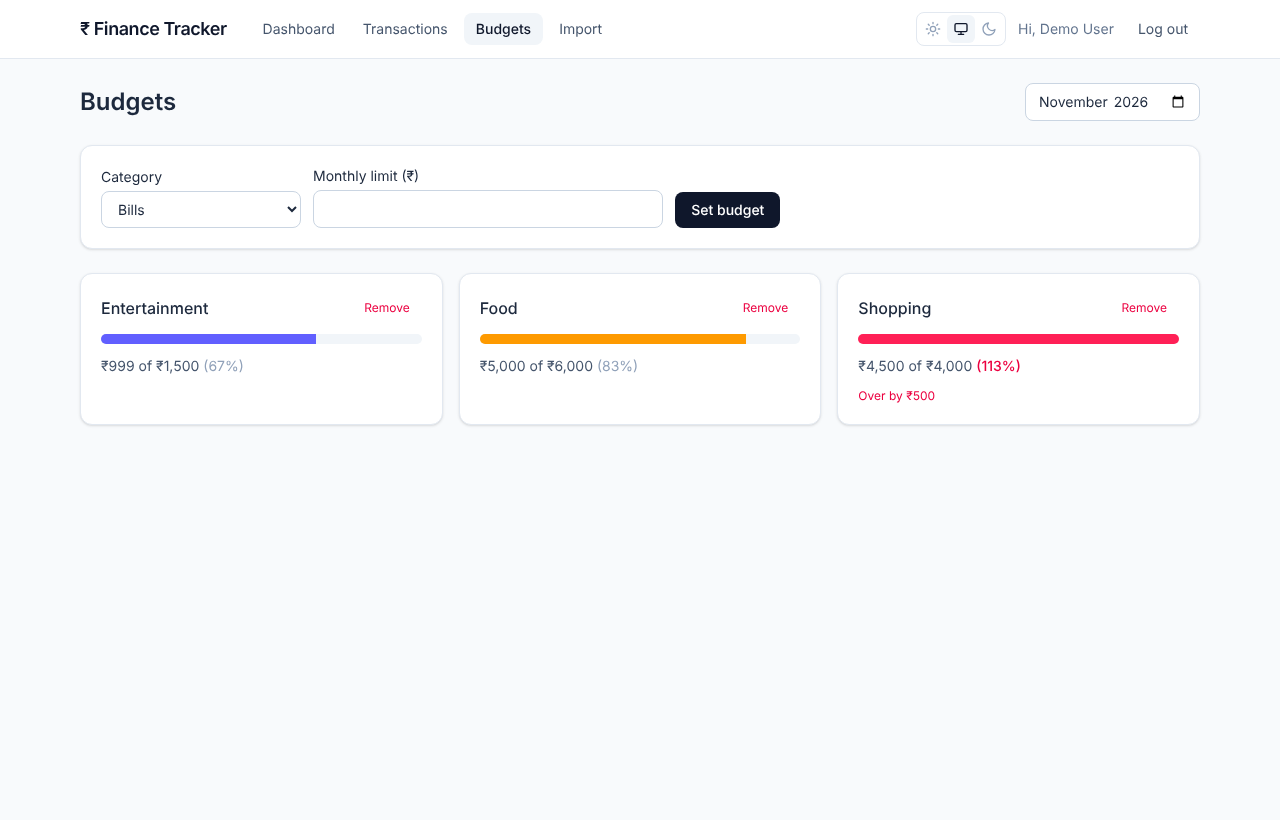 ₹ Finance Tracker Dashboard Transactions Budgets Import Hi, Demo User Log out
Budgets November 2026
Category Monthly limit (₹)
Bills Set budget
Entertainment Remove Food Remove Shopping Remove
₹999 of ₹1,500 (67%) ₹5,000 of ₹6,000 (83%) ₹4,500 of ₹4,000 (113%)
Over by ₹500